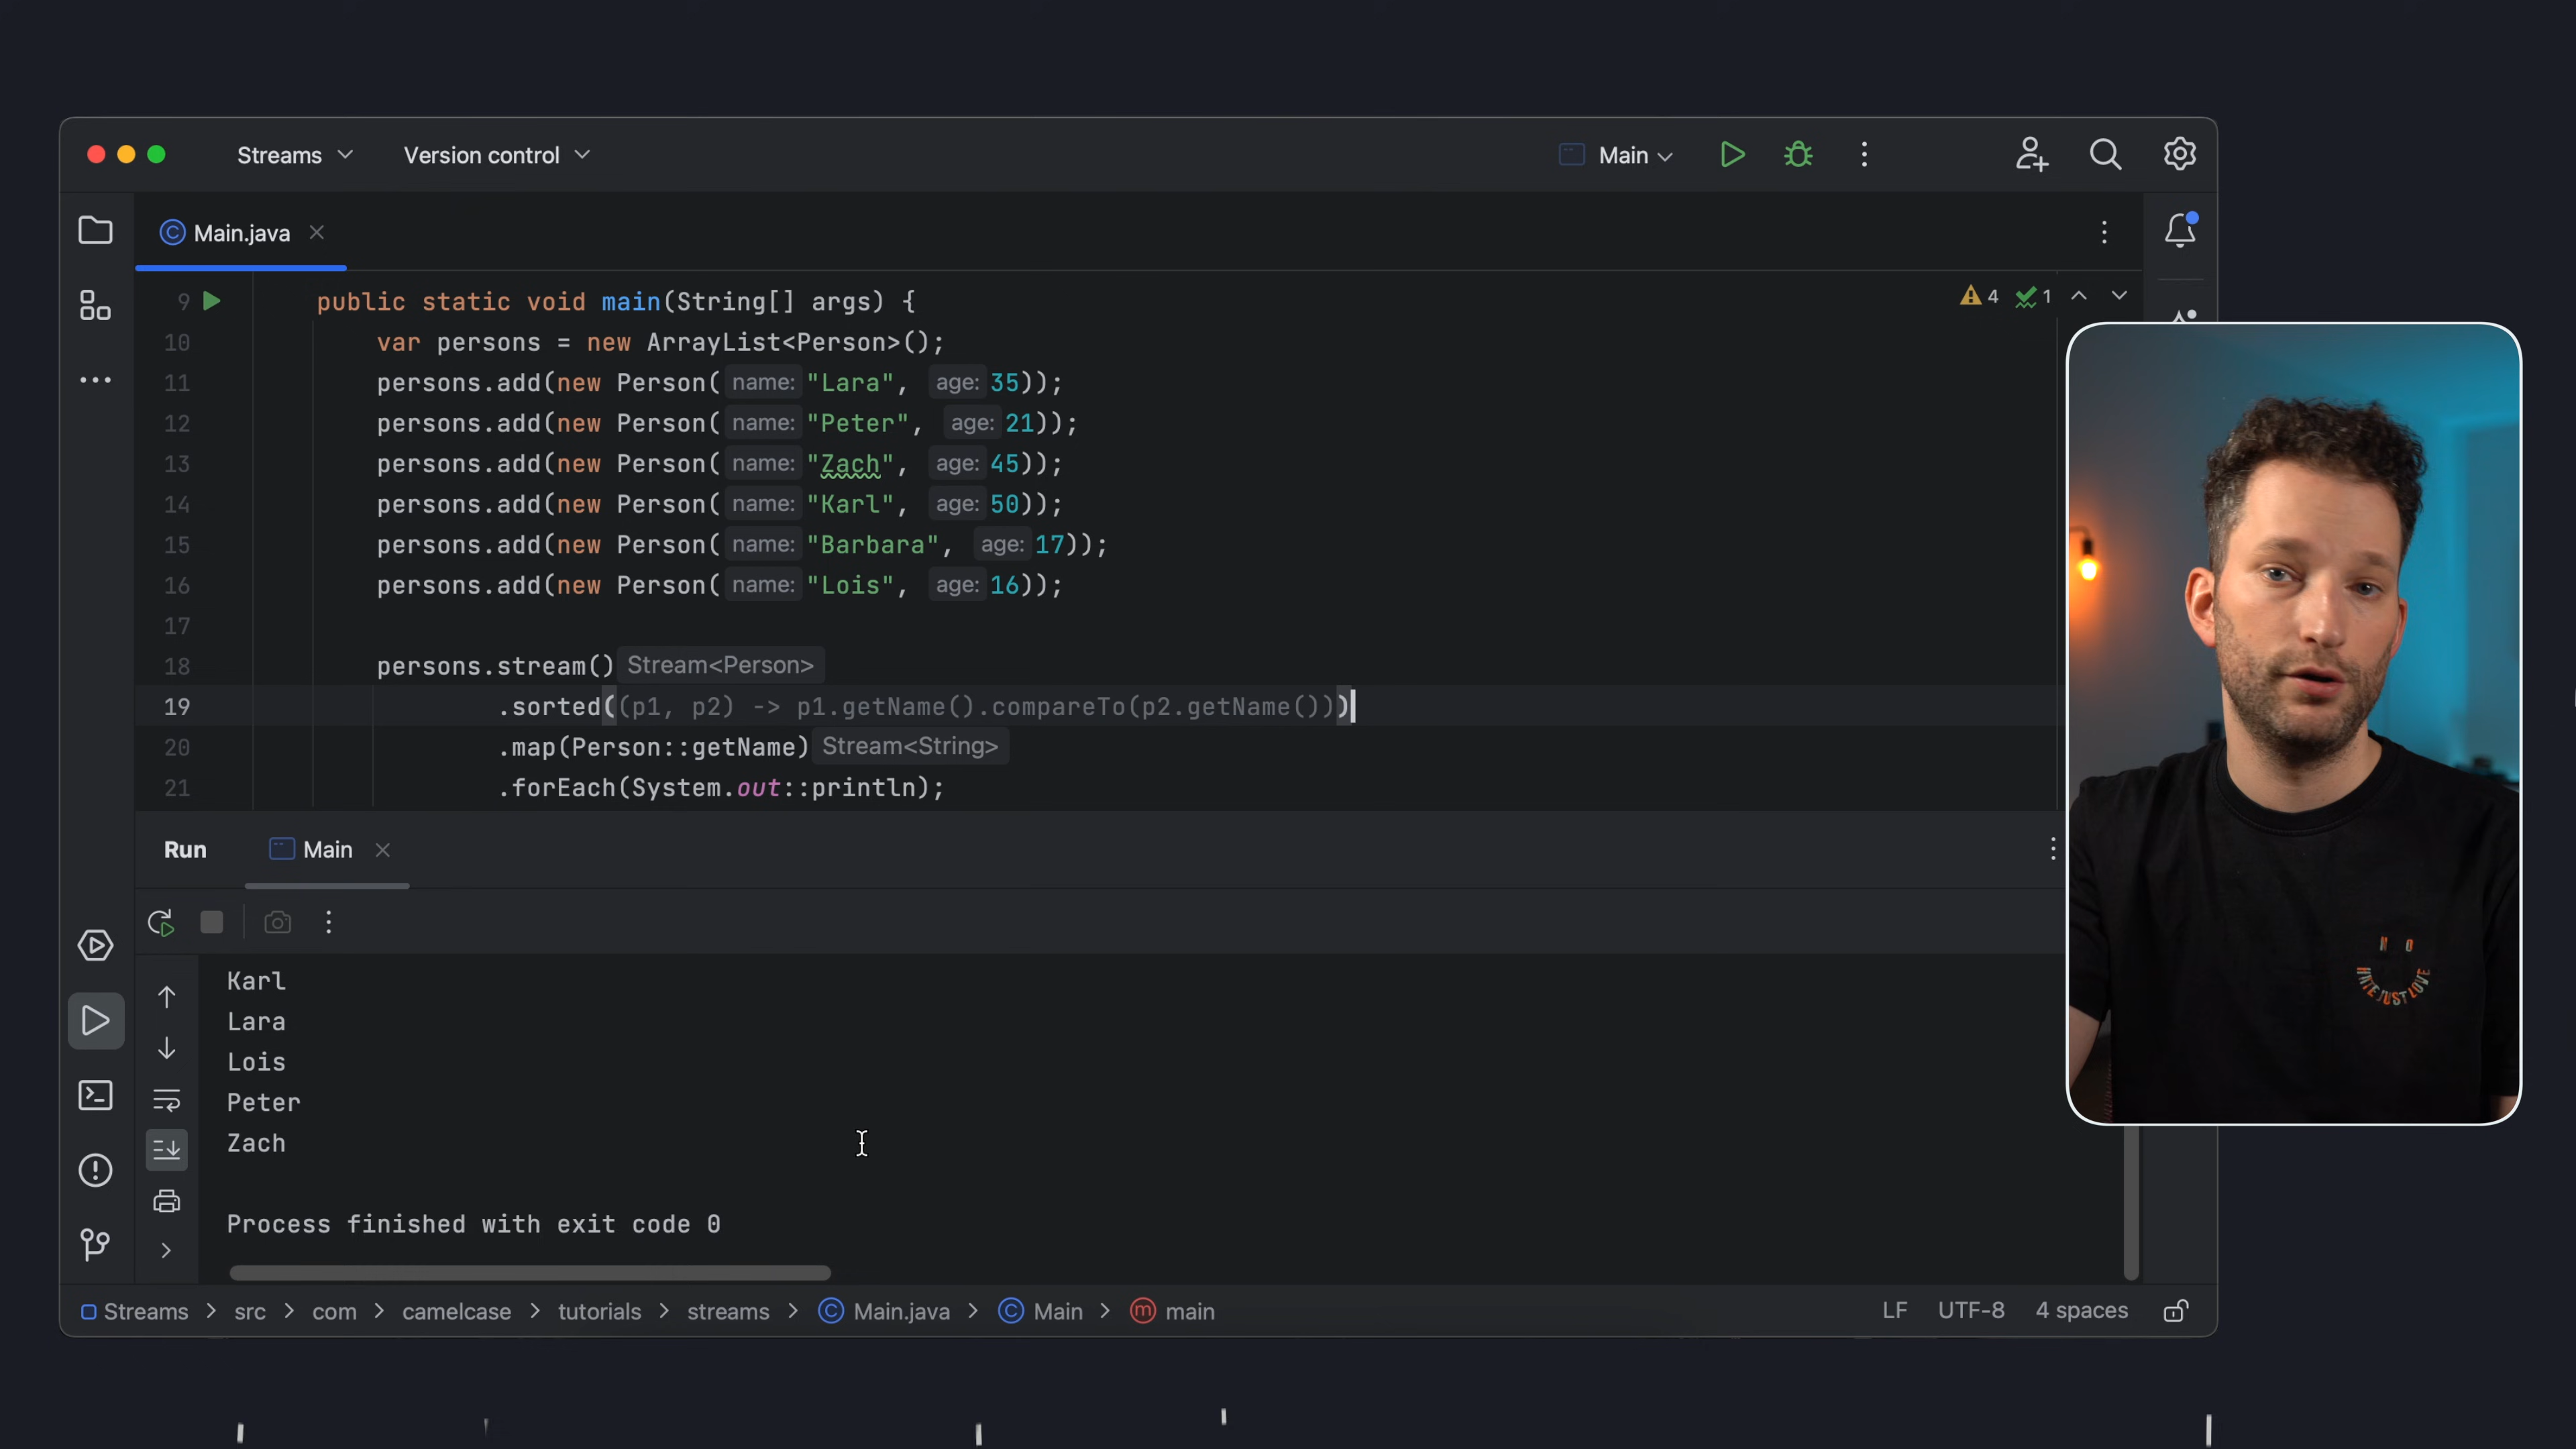 Streams Version control Main
Main.java
4 1
9 public static void main(String[] args) {
10 var persons = new ArrayList<Person>();
11 persons.add(new Person( name: "Lara", age: 35));
12 persons.add(new Person( name: "Peter", age: 21));
13 persons.add(new Person( name: "Zach", age: 45));
14 persons.add(new Person( name: "Karl", age: 50));
15 persons.add(new Person( name: "Barbara", age: 17));
16 persons.add(new Person( name: "Lois", age: 16));
17
18 persons.stream() Stream<Person>
19 .sorted((p1, p2) -> p1.getName().compareTo(p2.getName()))
20 .map(Person::getName) Stream<String>
21 .forEach(System.out::println);
Run Main
Karl
Lara
Lois
Peter
Zach
Process finished with exit code 0
Streams > src > com > camelcase > tutorials > streams > Main.java > Main > main LF UTF-8 4 spaces
NO
HATE JUST LOVE